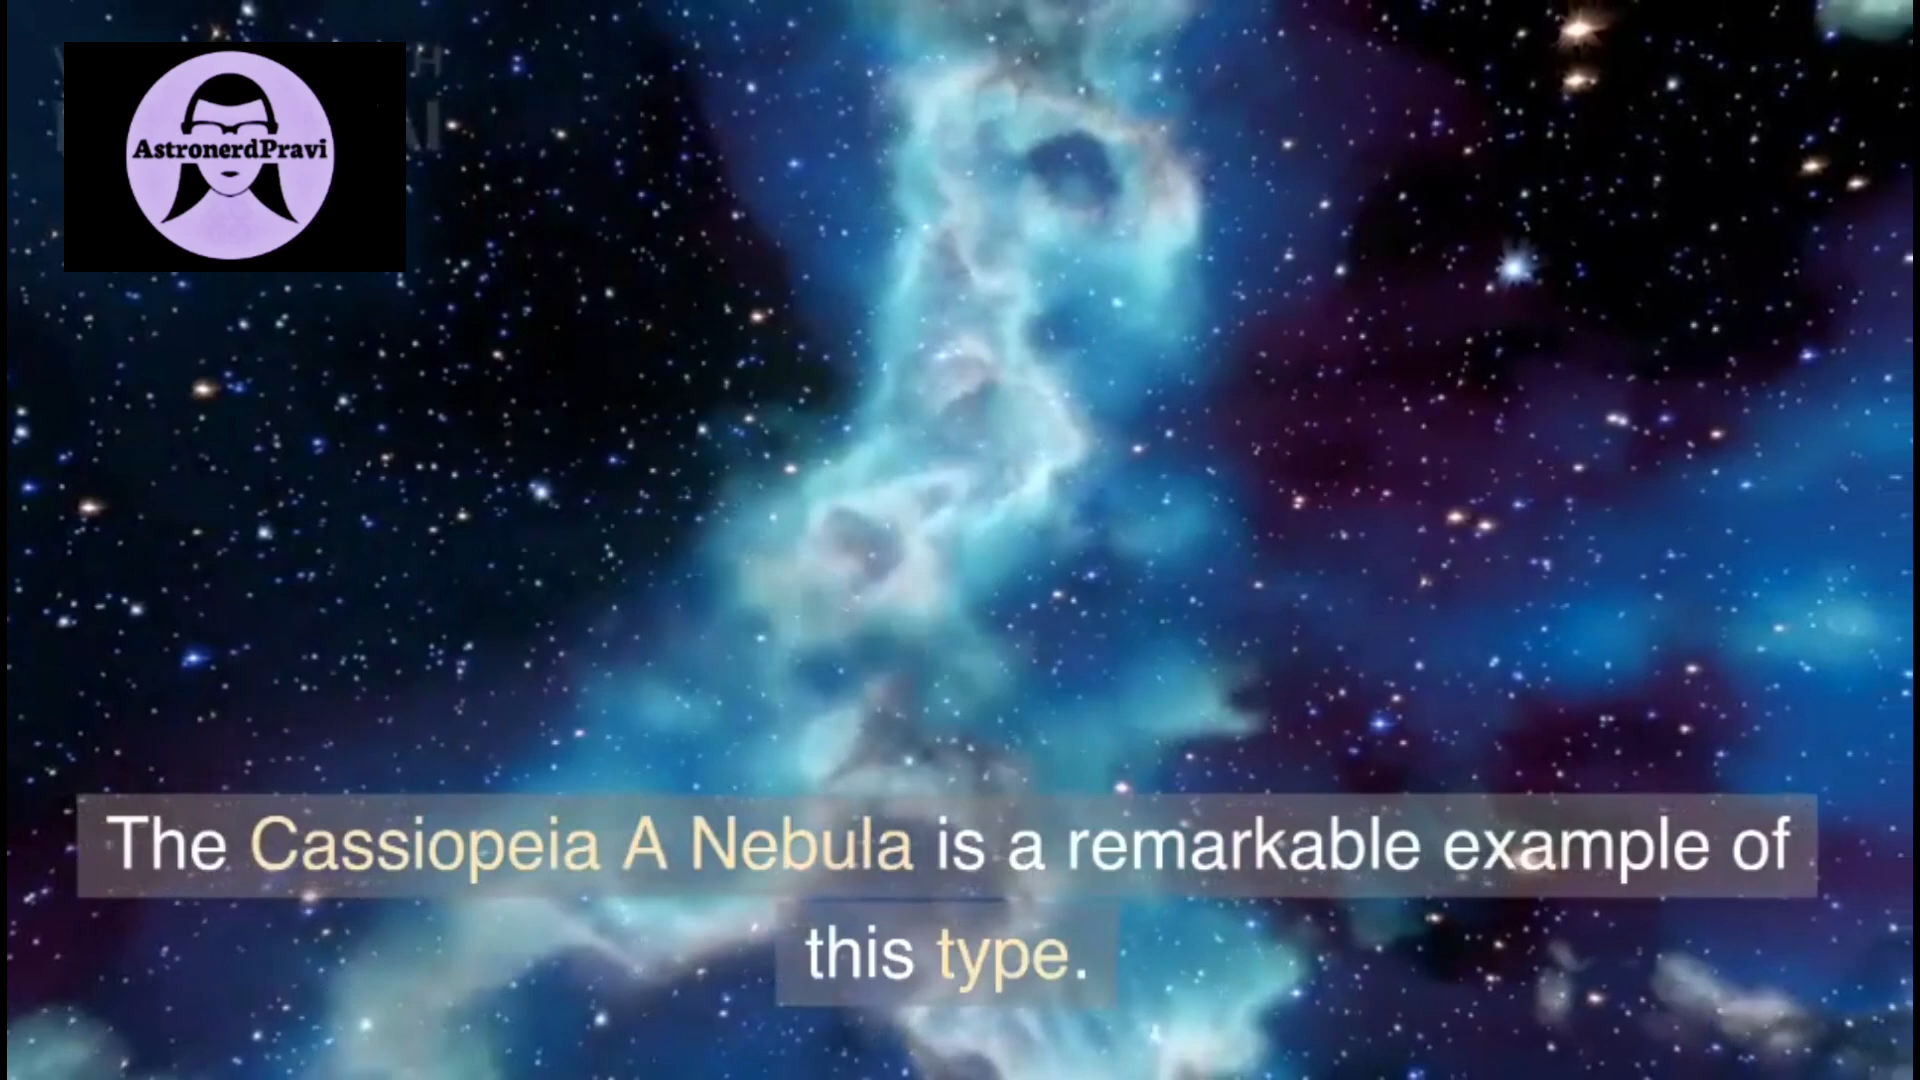 AstronerdPravi
The Cassiopeia A Nebula is a remarkable example of
this type.